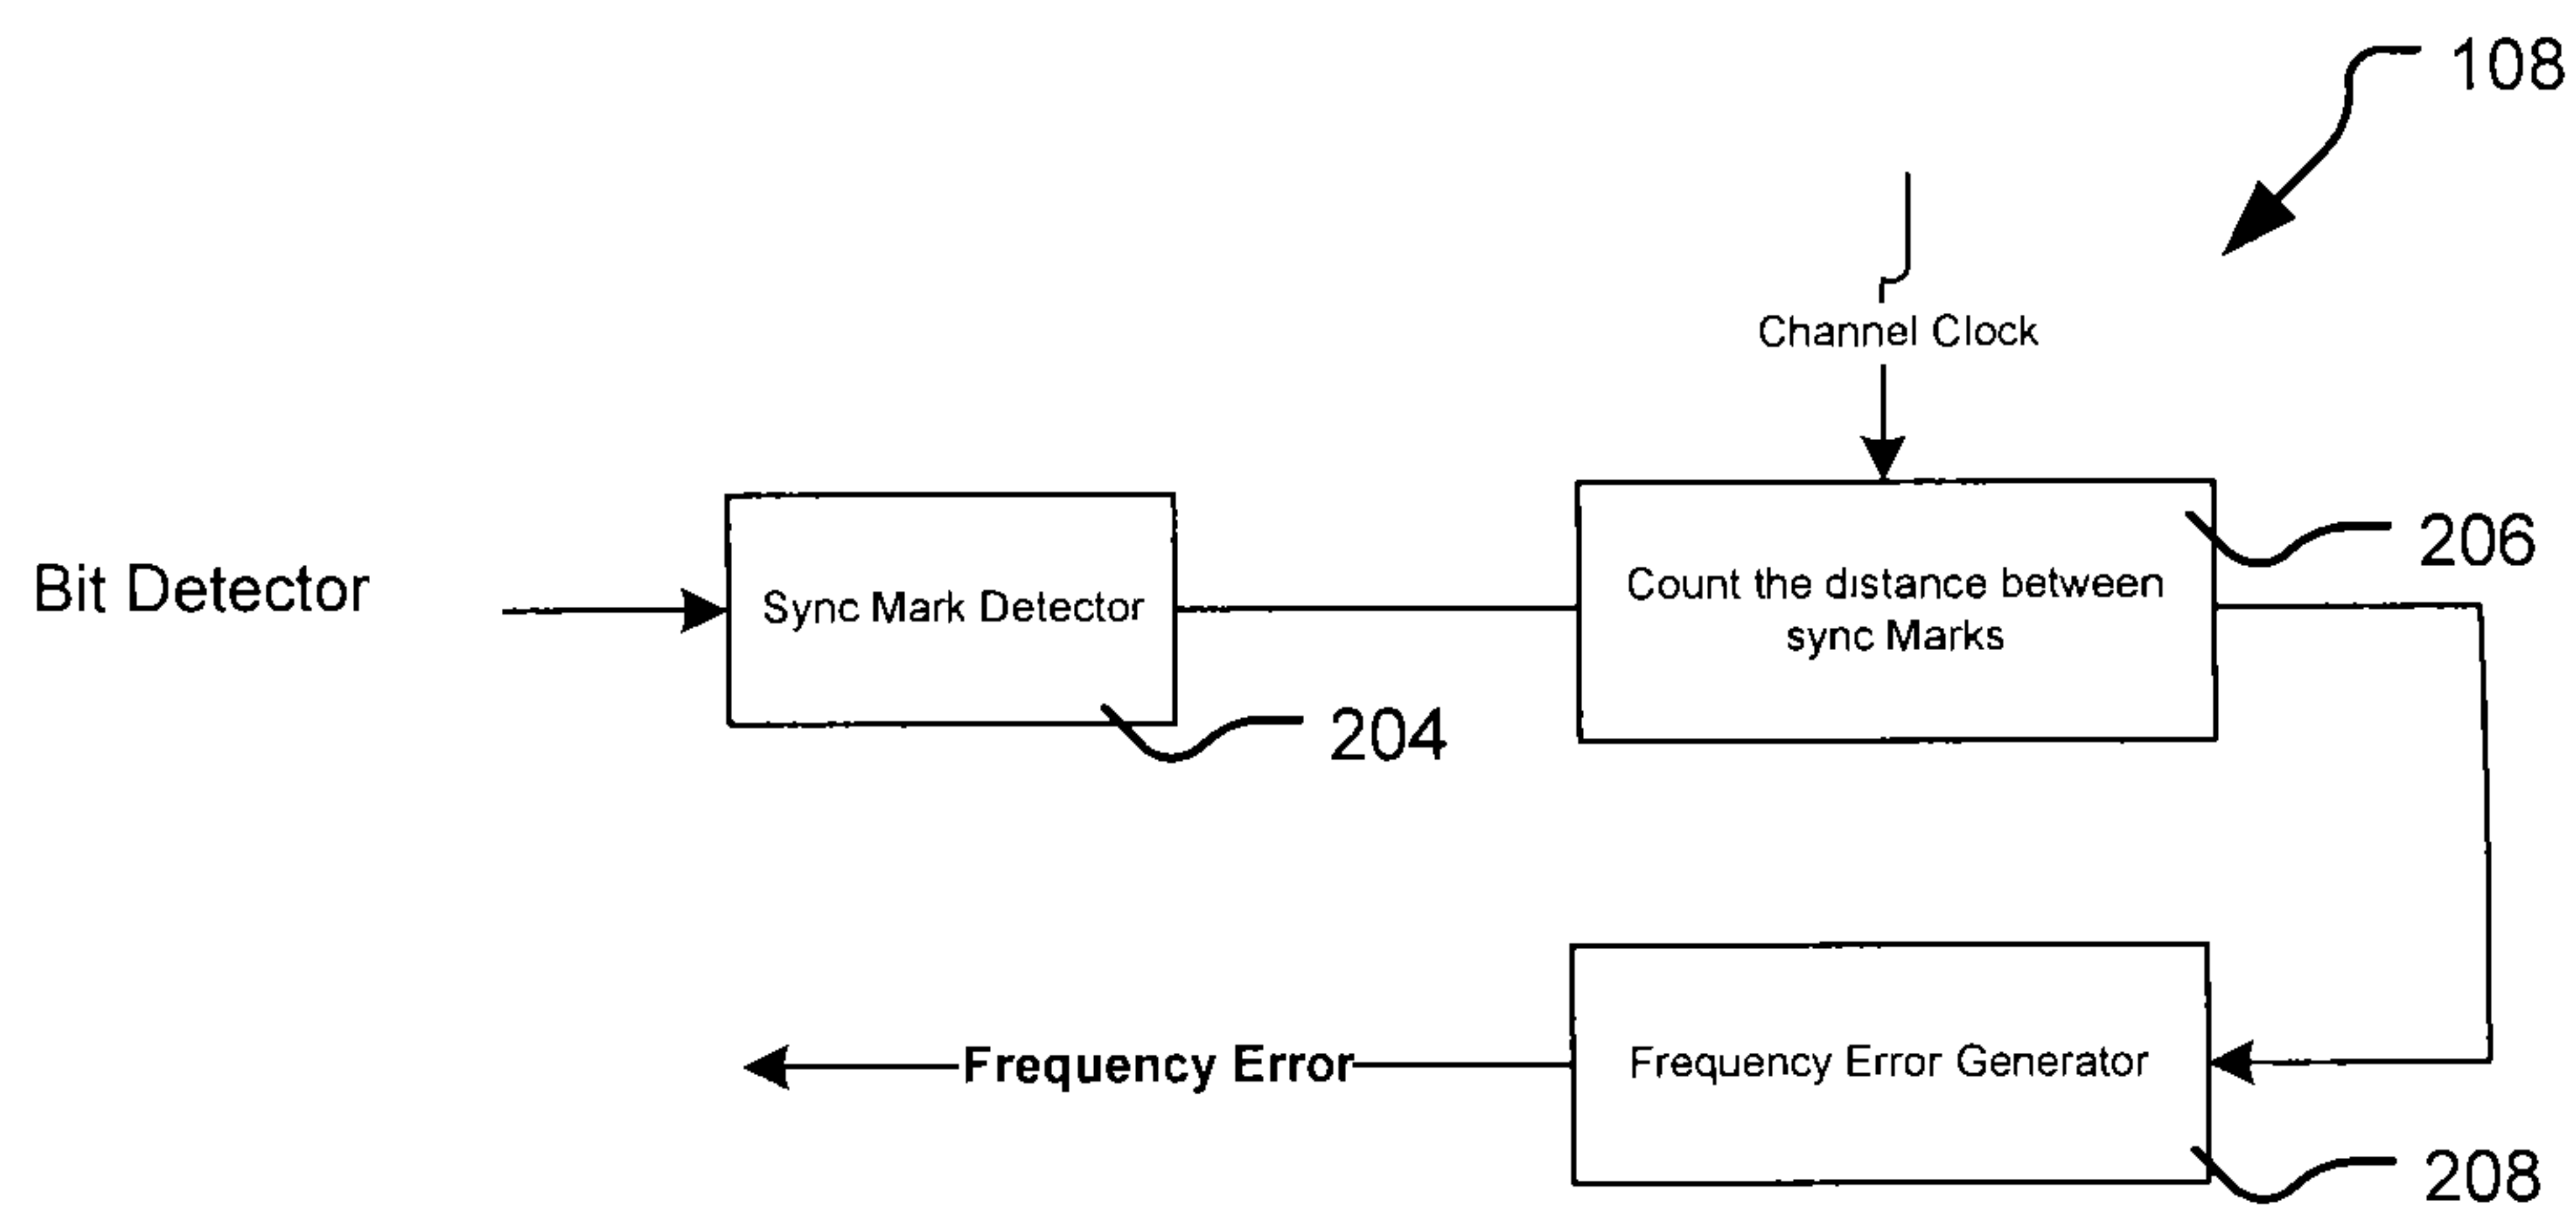 108
Channel Clock
206
Bit Detector
Sync Mark Detector
Count the distance between
sync Marks
204
Frequency Error
Frequency Error Generator
208